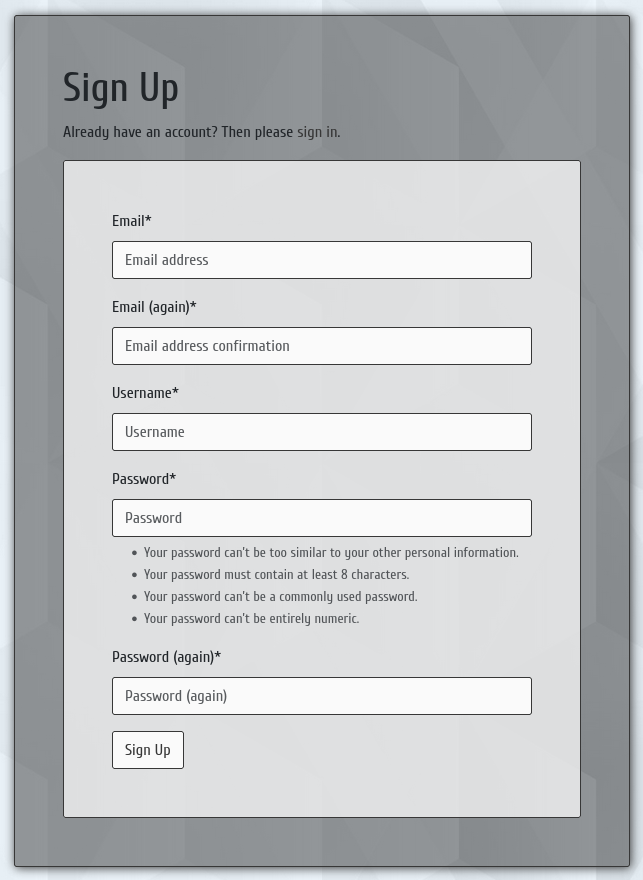 Sign Up
Already have an account? Then please sign in.
Email*
Email address
Email (again)*
Email address confirmation
Username*
Username
Password*
Password
• Your password can't be too similar to your other personal information.
• Your password must contain at least 8 characters.
• Your password can't be a commonly used password.
• Your password can't be entirely numeric.
Password (again)*
Password (again)
Sign Up